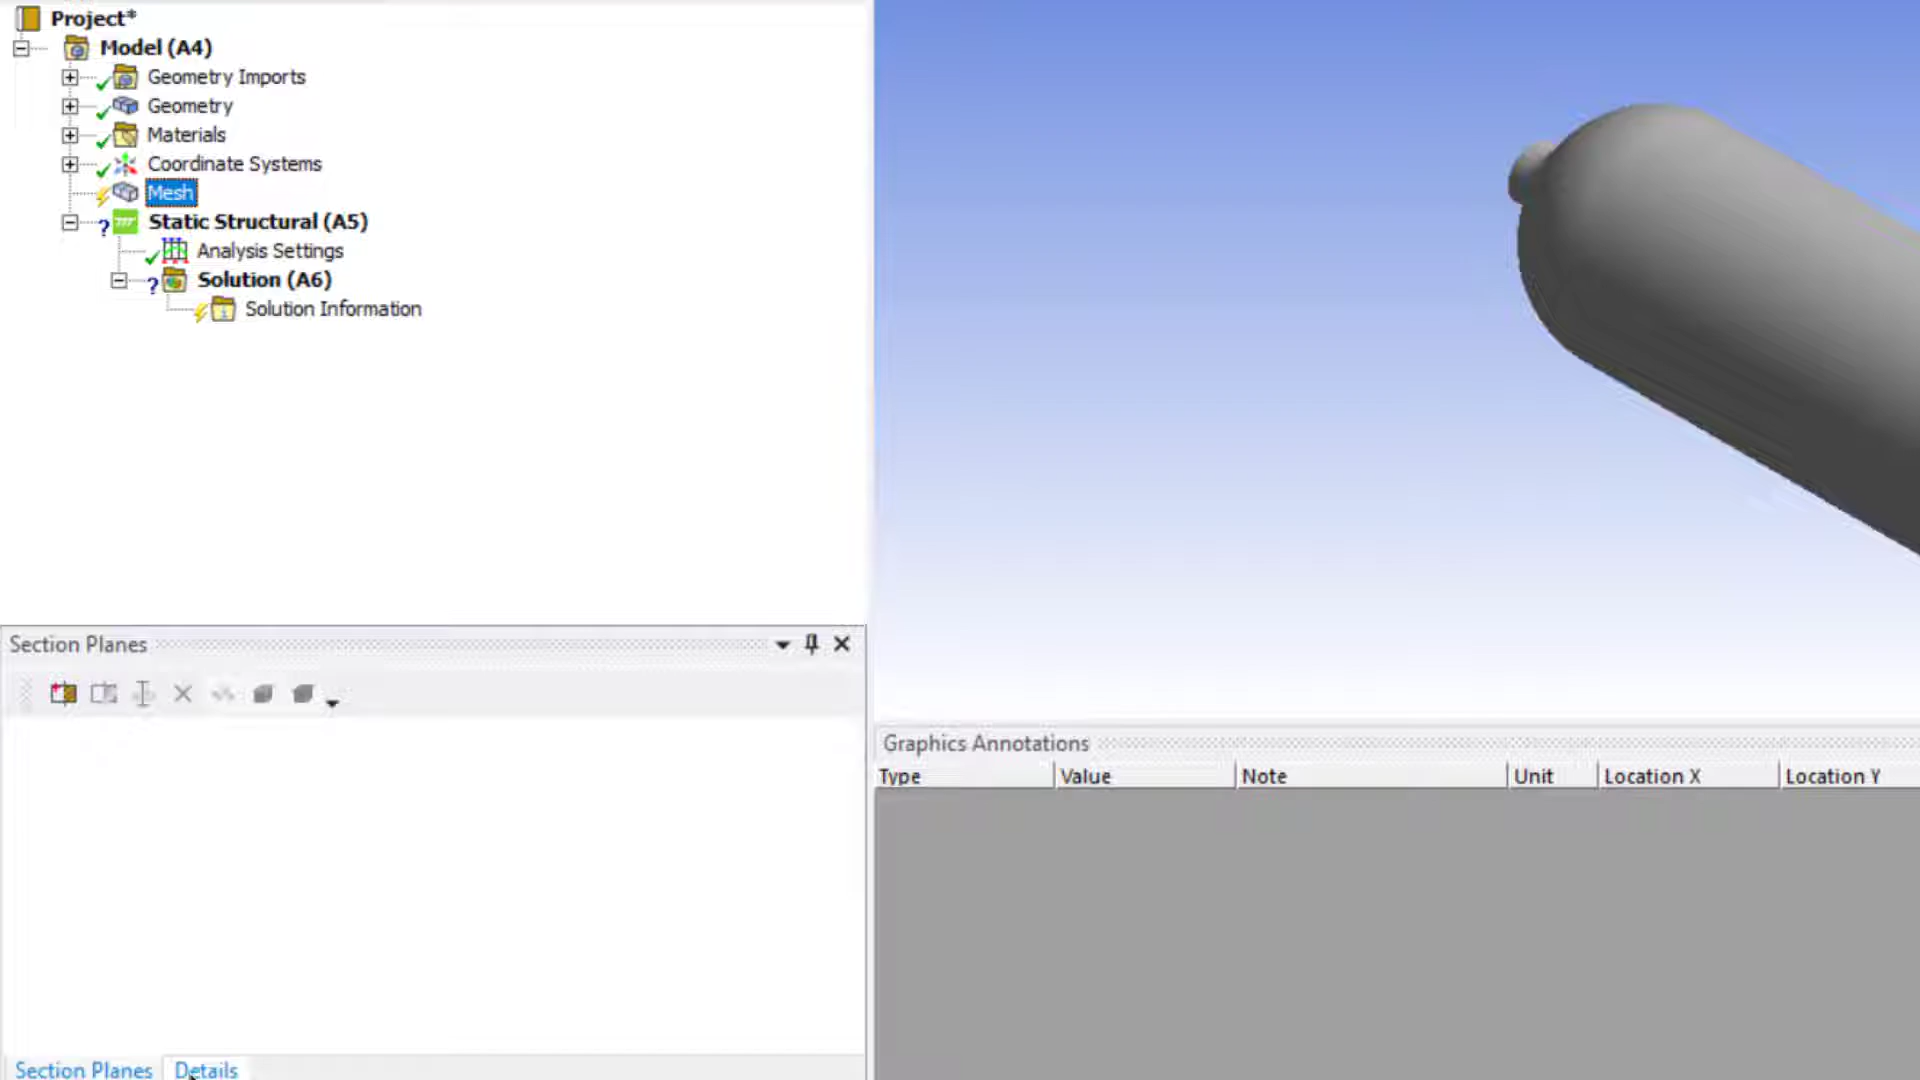 Project*
Model (A4)
Geometry Imports
Geometry
Materials
Coordinate Systems
Mesh
Static Structural (A5)
Analysis Settings
Solution (A6)
Solution Information
Section Planes
Graphics Annotations
Type Value Note Unit Location X Location Y
Section Planes Details